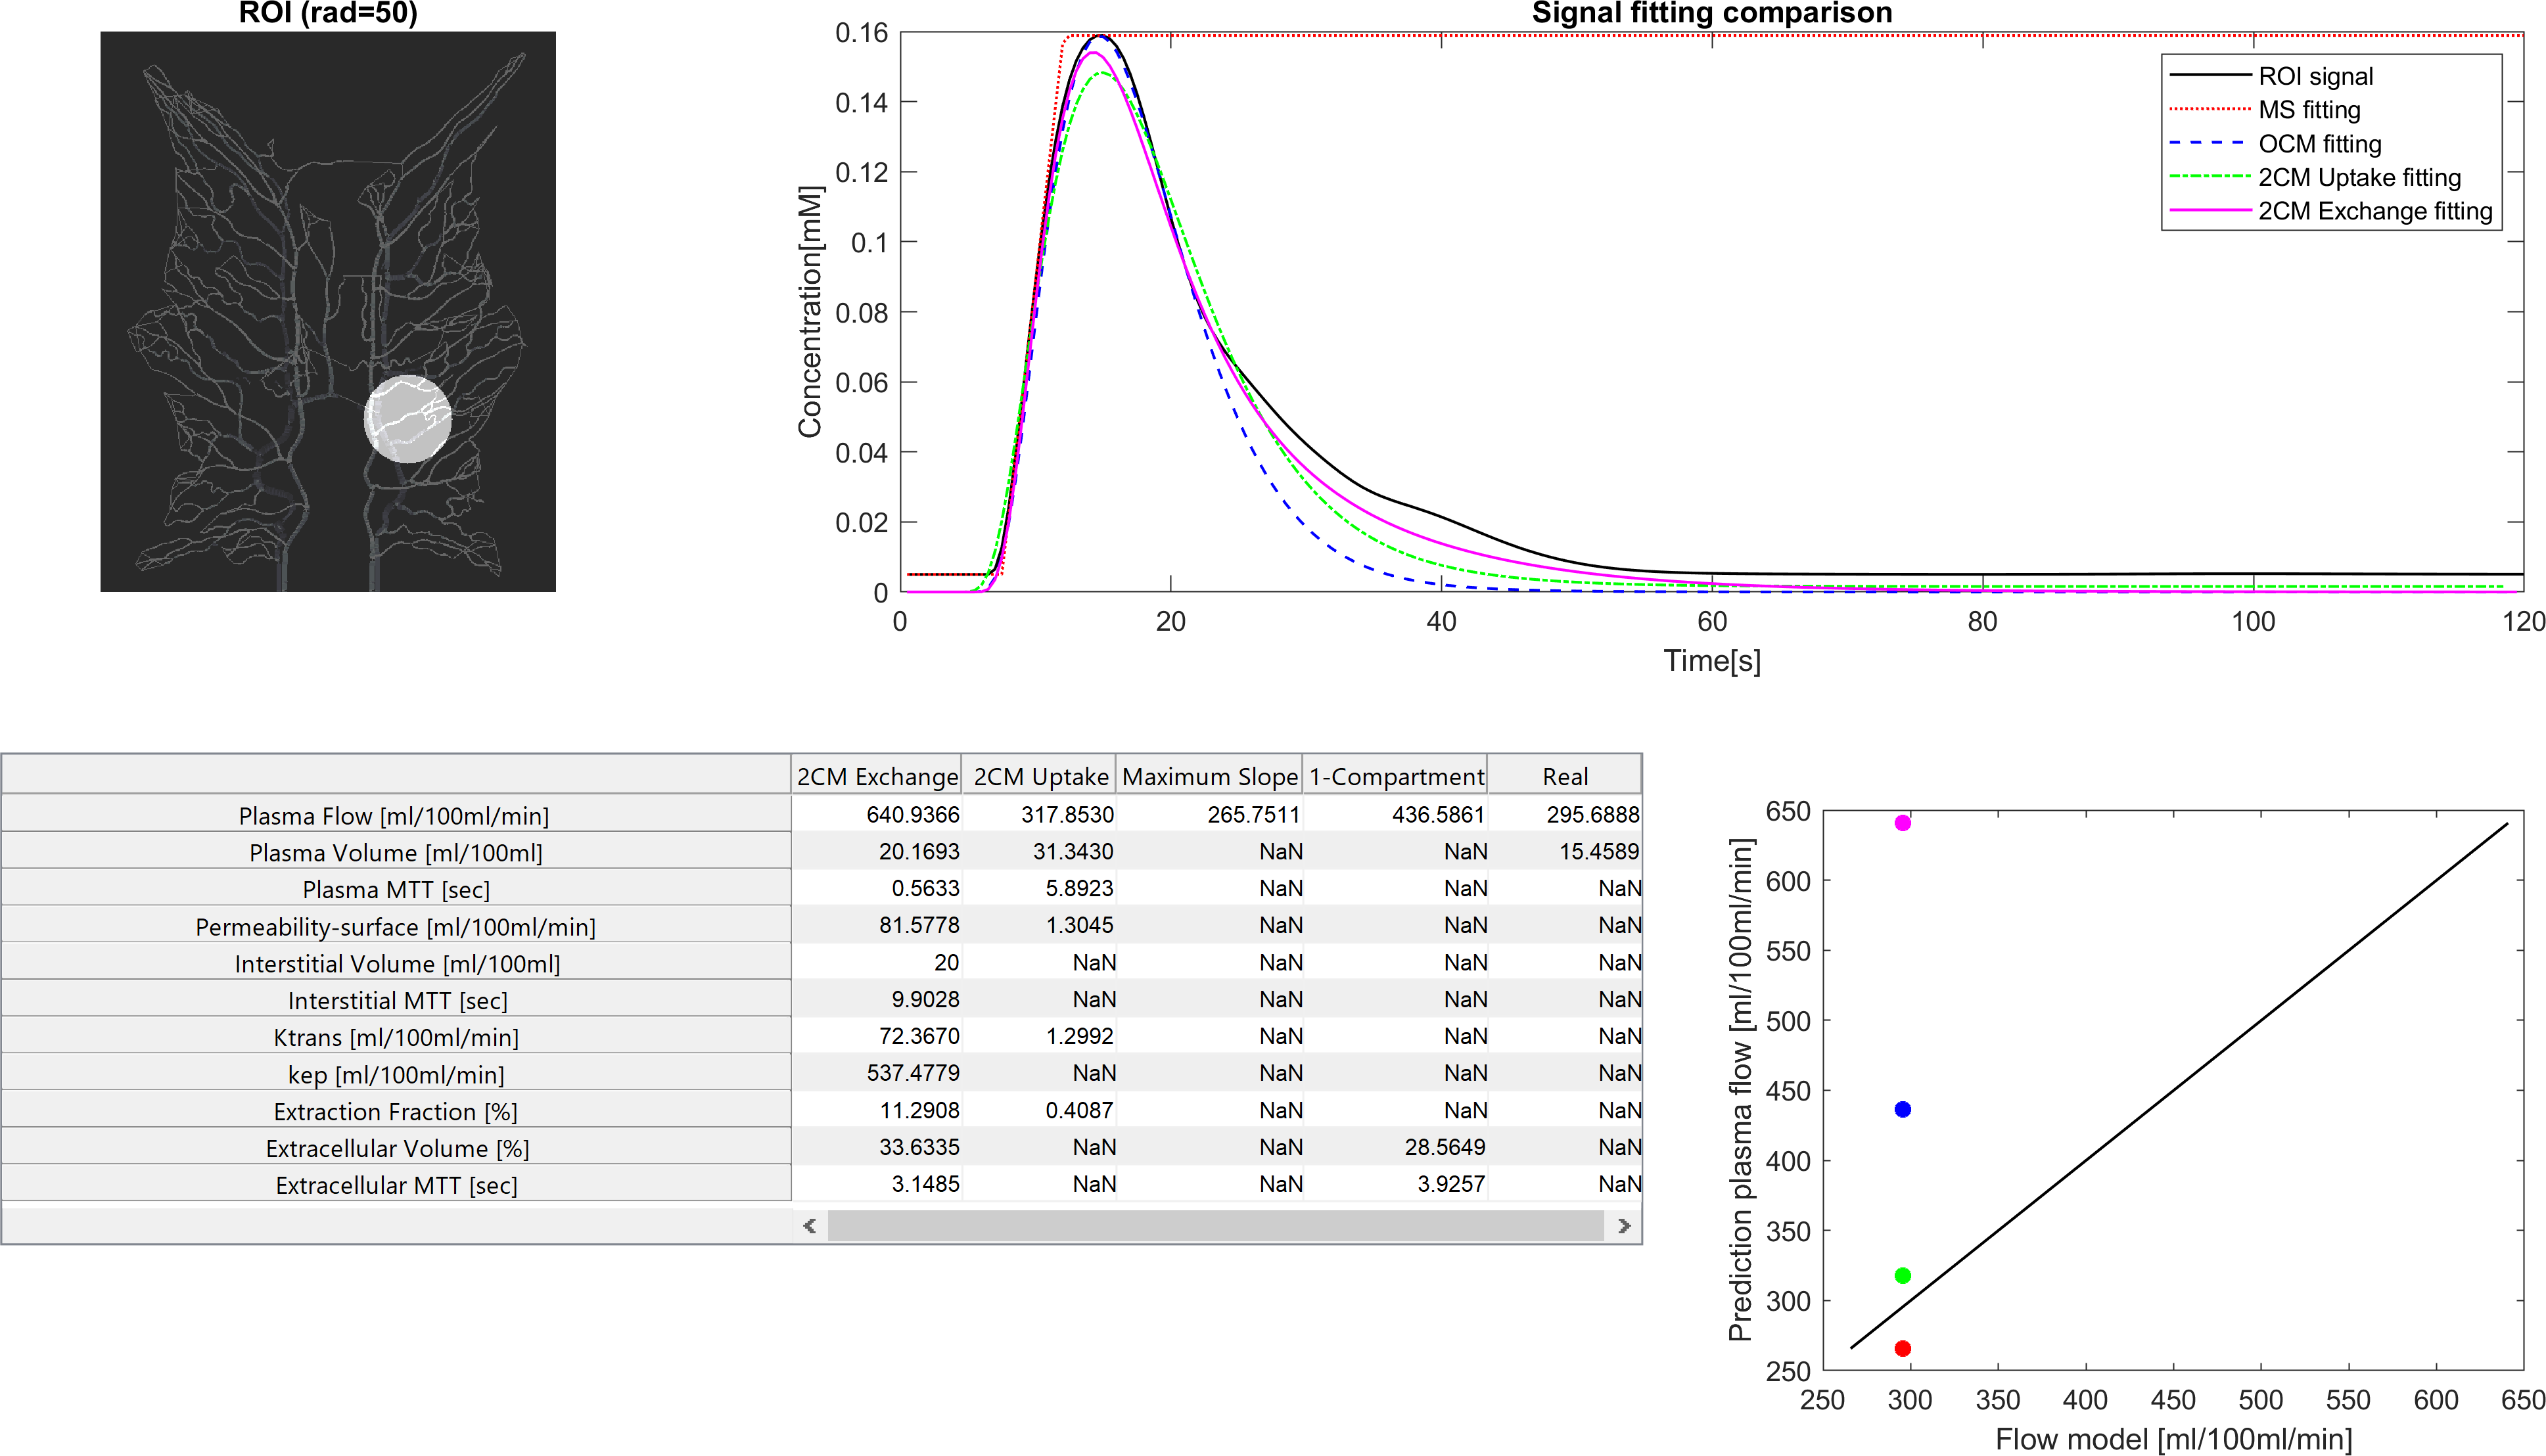 ROI (rad=50)
Signal fitting comparison
Concentration[mM]
0.16
0.14
0.12
0.1
0.08
0.06
0.04
0.02
0
0 20 40 60 80 100 120
Time[s]
ROI signal
MS fitting
OCM fitting
2CM Uptake fitting
2CM Exchange fitting
2CM Exchange 2CM Uptake Maximum Slope 1-Compartment Real
Plasma Flow [ml/100ml/min] 640.9366 317.8530 265.7511 436.5861 295.6888
Plasma Volume [ml/100ml] 20.1693 31.3430 NaN NaN 15.4589
Plasma MTT [sec] 0.5633 5.8923 NaN NaN NaN
Permeability-surface [ml/100ml/min] 81.5778 1.3045 NaN NaN NaN
Interstitial Volume [ml/100ml] 20 NaN NaN NaN NaN
Interstitial MTT [sec] 9.9028 NaN NaN NaN NaN
Ktrans [ml/100ml/min] 72.3670 1.2992 NaN NaN NaN
kep [ml/100ml/min] 537.4779 NaN NaN NaN NaN
Extraction Fraction [%] 11.2908 0.4087 NaN NaN NaN
Extracellular Volume [%] 33.6335 NaN NaN 28.5649 NaN
Extracellular MTT [sec] 3.1485 NaN NaN 3.9257 NaN
Prediction plasma flow [ml/100ml/min]
650
600
550
500
450
400
350
300
250
250 300 350 400 450 500 550 600 650
Flow model [ml/100ml/min]